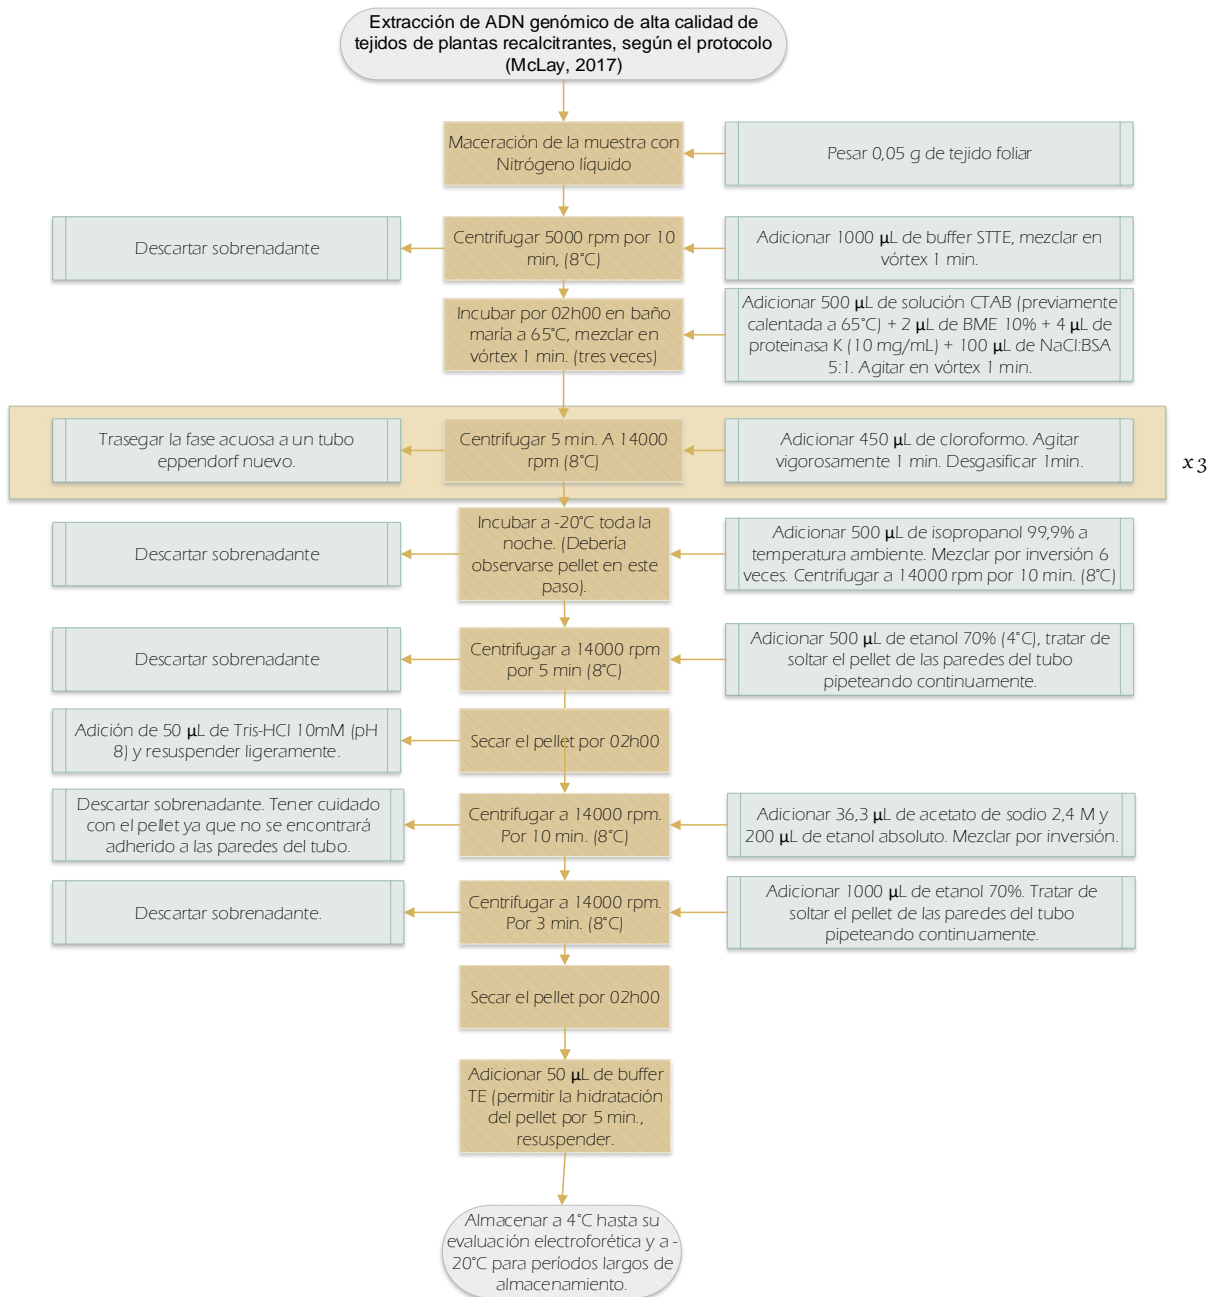 Extracción de ADN genómico de alta calidad de
tejidos de plantas recalcitrantes, según el protocolo
(McLay, 2017)
Maceración de la muestra con
Nitrógeno líquido
Pesar 0,05 g de tejido foliar
Descartar sobrenadante
Centrifugar 5000 rpm por 10
min, (8°C)
Adicionar 1000 µL de buffer STTE, mezclar en
vórtex 1 min.
Incubar por 02h00 en baño
maría a 65°C, mezclar en
vórtex 1 min. (tres veces)
Adicionar 500 µL de solución CTAB (previamente
calentada a 65°C) + 2 µL de BME 10% + 4 µL de
proteinasa K (10 mg/mL) + 100 µL de NaCl:BSA
5:1. Agitar en vórtex 1 min.
Trasegar la fase acuosa a un tubo
eppendorf nuevo.
Centrifugar 5 min. A 14000
rpm (8°C)
Adicionar 450 µL de cloroformo. Agitar
vigorosamente 1 min. Desgasificar 1min.
x 3
Descartar sobrenadante
Incubar a -20°C toda la
noche. (Debería
observarse pellet en este
paso).
Adicionar 500 µL de isopropanol 99,9% a
temperatura ambiente. Mezclar por inversión 6
veces. Centrifugar a 14000 rpm por 10 min. (8°C)
Descartar sobrenadante
Centrifugar a 14000 rpm
por 5 min (8°C)
Adicionar 500 µL de etanol 70% (4°C), tratar de
soltar el pellet de las paredes del tubo
pipeteando continuamente.
Adición de 50 µL de Tris-HCl 10mM (pH
8) y resuspender ligeramente.
Secar el pellet por 02h00
Descartar sobrenadante. Tener cuidado
con el pellet ya que no se encontrará
adherido a las paredes del tubo.
Centrifugar a 14000 rpm.
Por 10 min. (8°C)
Adicionar 36,3 µL de acetato de sodio 2,4 M y
200 µL de etanol absoluto. Mezclar por inversión.
Descartar sobrenadante.
Centrifugar a 14000 rpm.
Por 3 min. (8°C)
Adicionar 1000 µL de etanol 70%. Tratar de
soltar el pellet de las paredes del tubo
pipeteando continuamente.
Secar el pellet por 02h00
Adicionar 50 µL de buffer
TE (permitir la hidratación
del pellet por 5 min.,
resuspender.
Almacenar a 4°C hasta su
evaluación electroforética y a -
20°C para períodos largos de
almacenamiento.